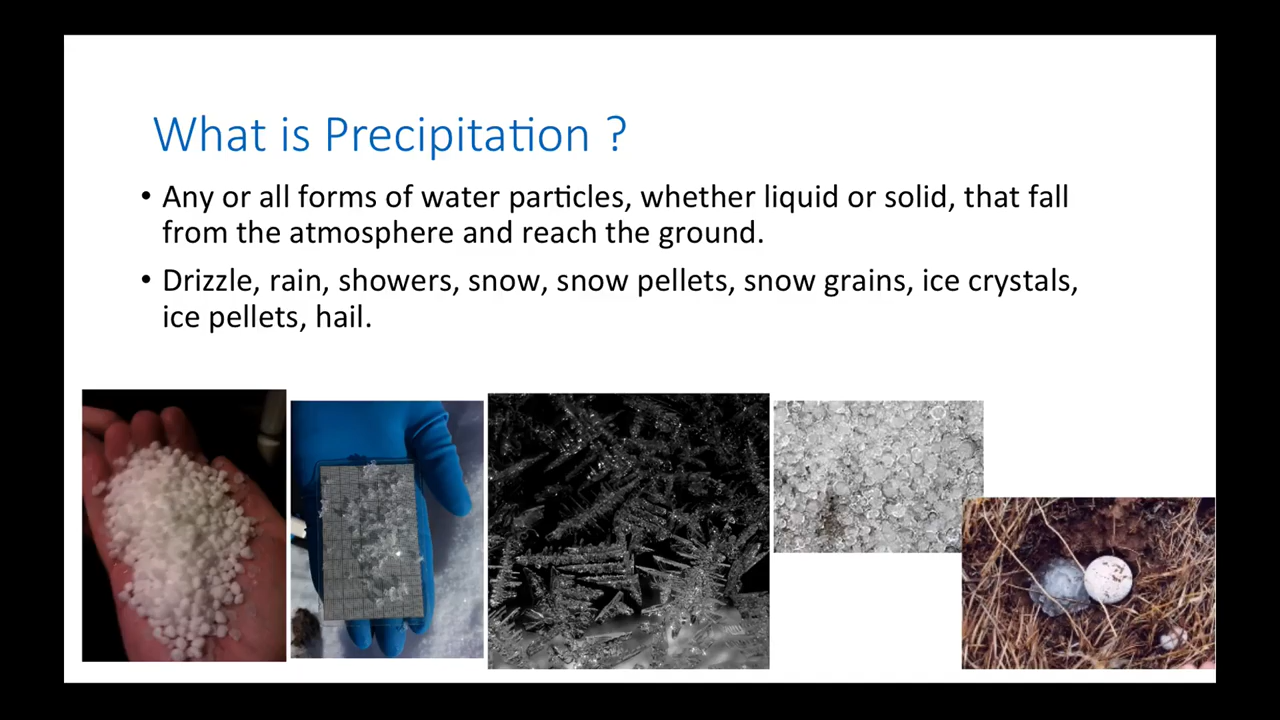 What is Precipitation ?
• Any or all forms of water particles, whether liquid or solid, that fall
from the atmosphere and reach the ground.
• Drizzle, rain, showers, snow, snow pellets, snow grains, ice crystals,
ice pellets, hail.